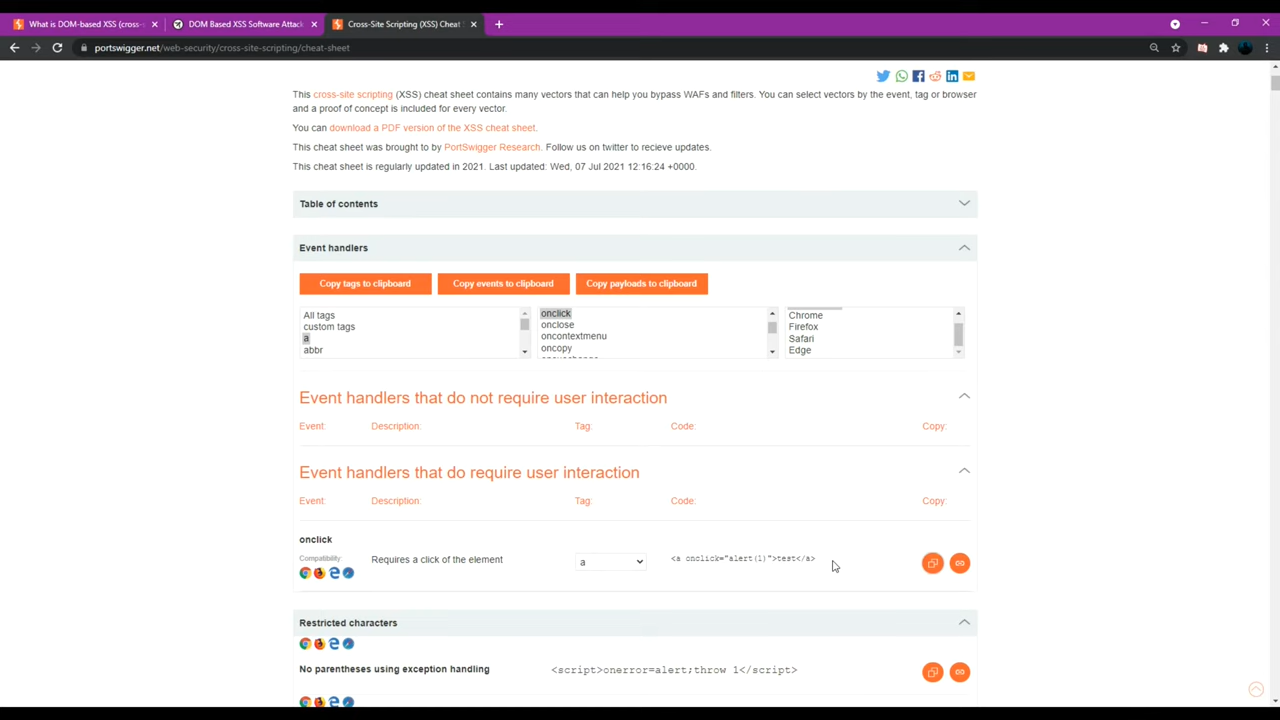 What is DOM-based XSS (cross-s
DOM Based XSS Software Attack
Cross-Site Scripting (XSS) Cheat S
portswigger.net/web-security/cross-site-scripting/cheat-sheet
This cross-site scripting (XSS) cheat sheet contains many vectors that can help you bypass WAFs and filters. You can select vectors by the event, tag or browser
and a proof of concept is included for every vector.
You can download a PDF version of the XSS cheat sheet.
This cheat sheet was brought to by PortSwigger Research. Follow us on twitter to recieve updates.
This cheat sheet is regularly updated in 2021. Last updated: Wed, 07 Jul 2021 12:16:24 +0000.
Table of contents
Event handlers
Copy tags to clipboard
Copy events to clipboard
Copy payloads to clipboard
All tags
custom tags
a
abbr
onclick
onclose
oncontextmenu
oncopy
Chrome
Firefox
Safari
Edge
Event handlers that do not require user interaction
Event: Description: Tag: Code: Copy:
Event handlers that do require user interaction
Event: Description: Tag: Code: Copy:
onclick
Compatibility:
Requires a click of the element
a
<a onclick="alert(1)">test</a>
Restricted characters
No parentheses using exception handling
<script>onerror=alert;throw 1</script>